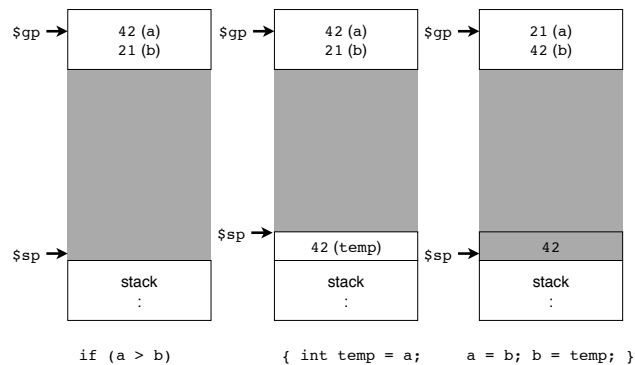 $gp
42 (a)
21 (b)
$sp
stack
:
if (a > b)
$gp
42 (a)
21 (b)
$sp
42 (temp)
stack
:
{ int temp = a;
$gp
21 (a)
42 (b)
$sp
42
stack
:
a = b; b = temp; }